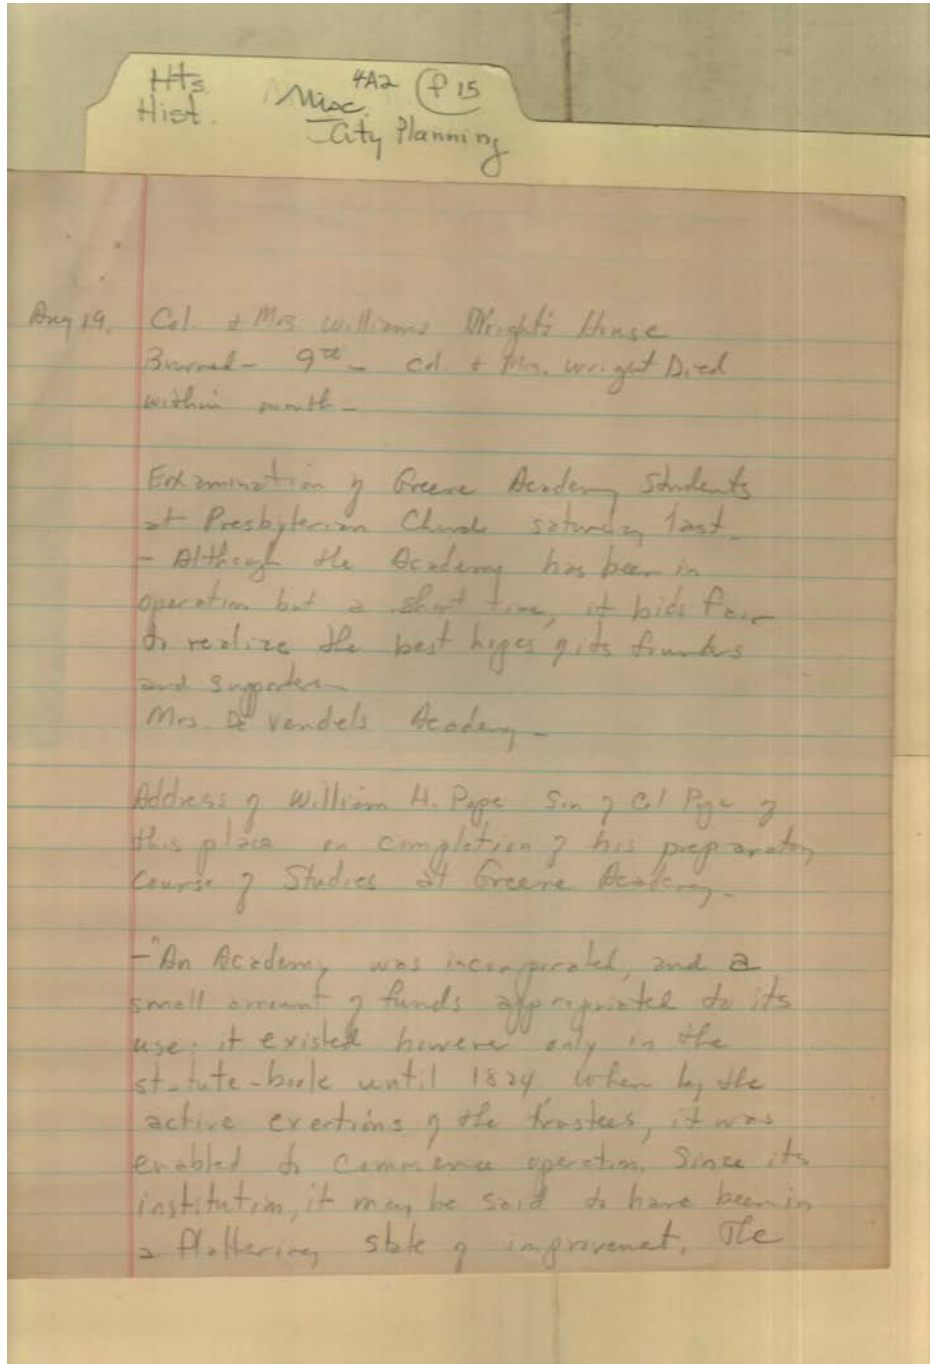 Hts. Hist.
4A2 f 15
Misc.
City Planning
Aug 19. Col. & Mrs. Williams Wright's House
Burned - 9th - Col. & Mrs. Wright Died
within month -
Examination of Greene Academy Students
at Presbyterian Church saturday last -
- Although the Academy has been in
operation but a short time, it bids fair
to realize the best hopes of its founders
and supporters
Mrs. De Vendels Academy -
Address of William H. Pope Son of Col Pope of
this place on completion of his preparatory
Course of Studies at Greene Academy -
- "An Academy was incorporated, and a
small amount of funds appropriated to its
use; it existed however only in the
statute-book until 1824 when by the
active exertions of the trustees, it was
enabled to commence operation. Since its
institution, it may be said to have been in
a flattering state of improvemet. The